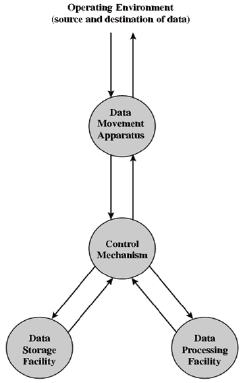 Operating Environment
(source and destination of data)
Data
Movement
Apparatus
Control
Mechanism
Data
Storage
Facility
Data
Processing
Facility